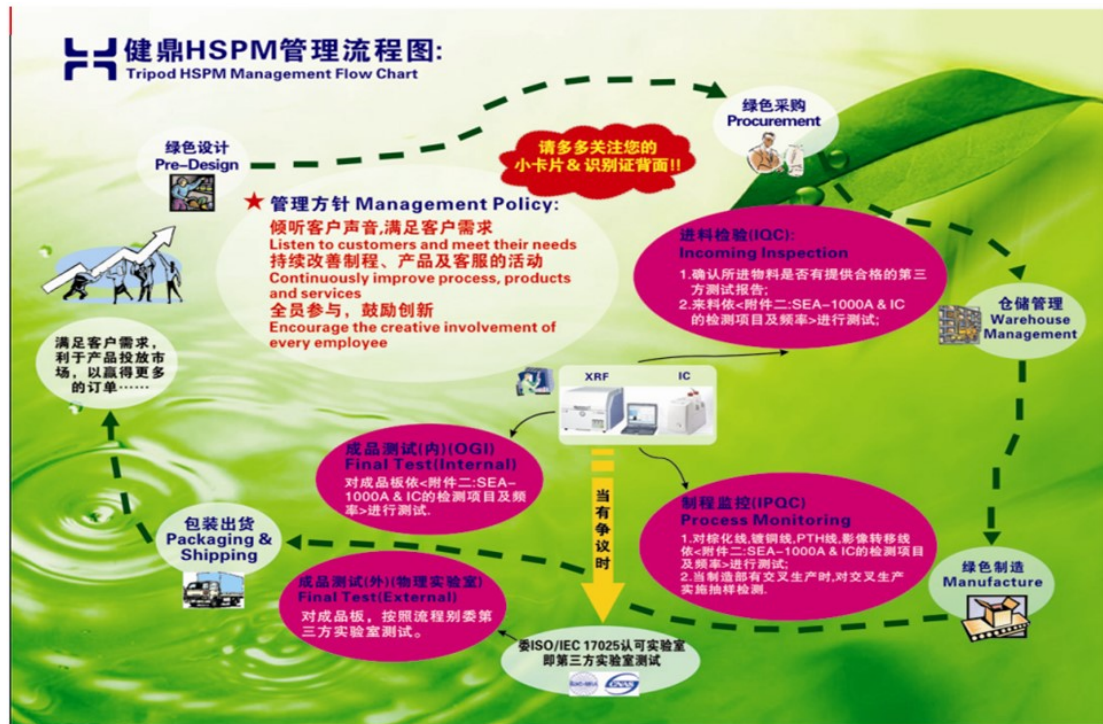 健鼎HSPM管理流程图:
Tripod HSPM Management Flow Chart
绿色设计
Pre-Design
绿色采购
Procurement
请多多关注您的
小卡片&识别证背面!!
★ 管理方针 Management Policy:
倾听客户声音,满足客户需求
Listen to customers and meet their needs
持续改善制程、产品及客服的活动
Continuously improve process, products
and services
全员参与，鼓励创新
Encourage the creative involvement of
every employee
进料检验(IQC):
Incoming Inspection
1.确认所进物料是否有提供合格的第三
方测试报告;
2.来料依<附件二:SEA-1000A & IC
的检测项目及频率>进行测试;
仓储管理
Warehouse
Management
满足客户需求，
利于产品投放市
场，以赢得更多
的订单……
XRF
IC
成品测试(内)(OGI)
Final Test(Internal)
对成品板依<附件二:SEA-
1000A & IC的检测项目及频
率>进行测试.
当有争议时
制程监控(IPQC)
Process Monitoring
1.对棕化线,镀铜线,PTH线,影像转移线
依<附件二:SEA-1000A & IC的检测项目
及频率>进行测试;
2.当制造部有交叉生产时,对交叉生产
实施抽样检测.
包装出货
Packaging &
Shipping
绿色制造
Manufacture
成品测试(外)(物理实验室)
Final Test(External)
对成品板，按照流程别委第
三方实验室测试。
委ISO/IEC 17025认可实验室
即第三方实验室测试
CNAS